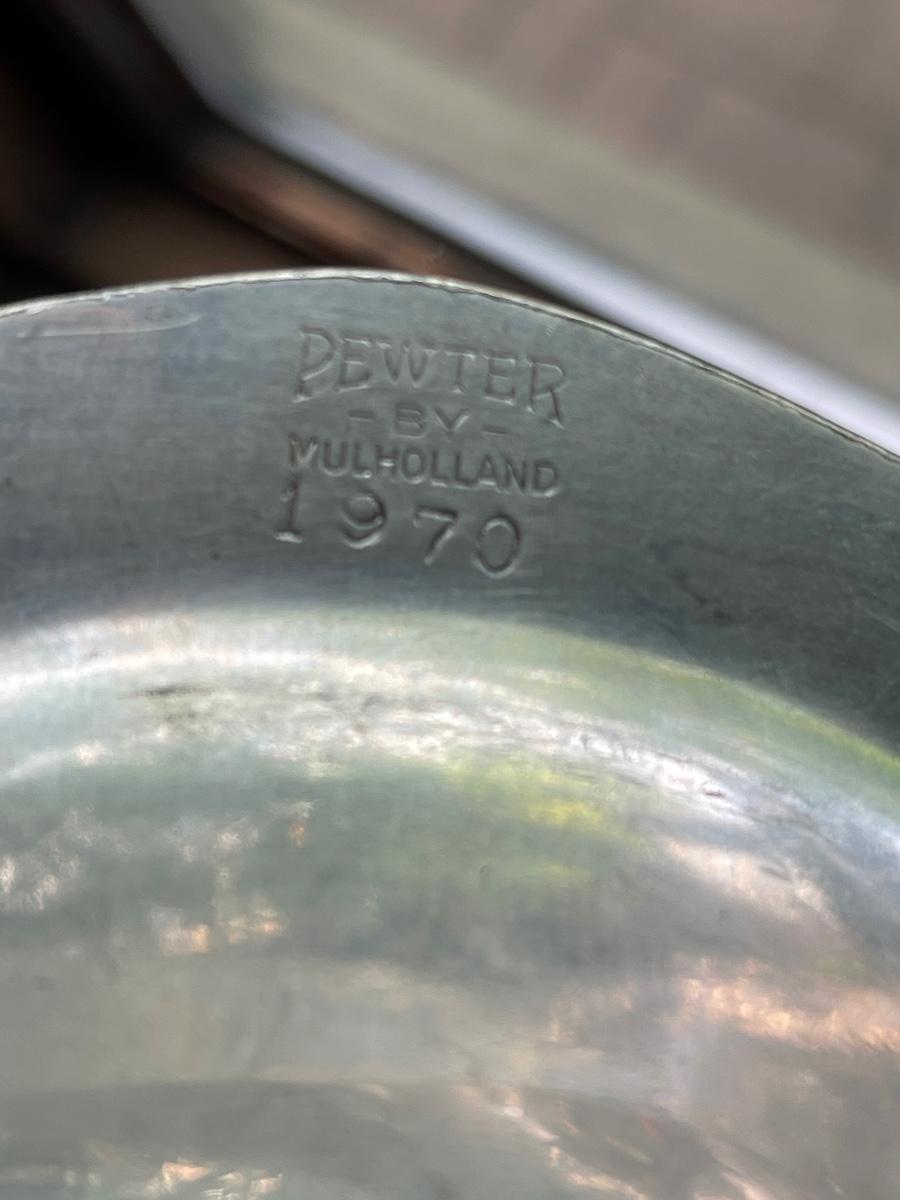 PEWTER
- BY -
MULHOLLAND
1970